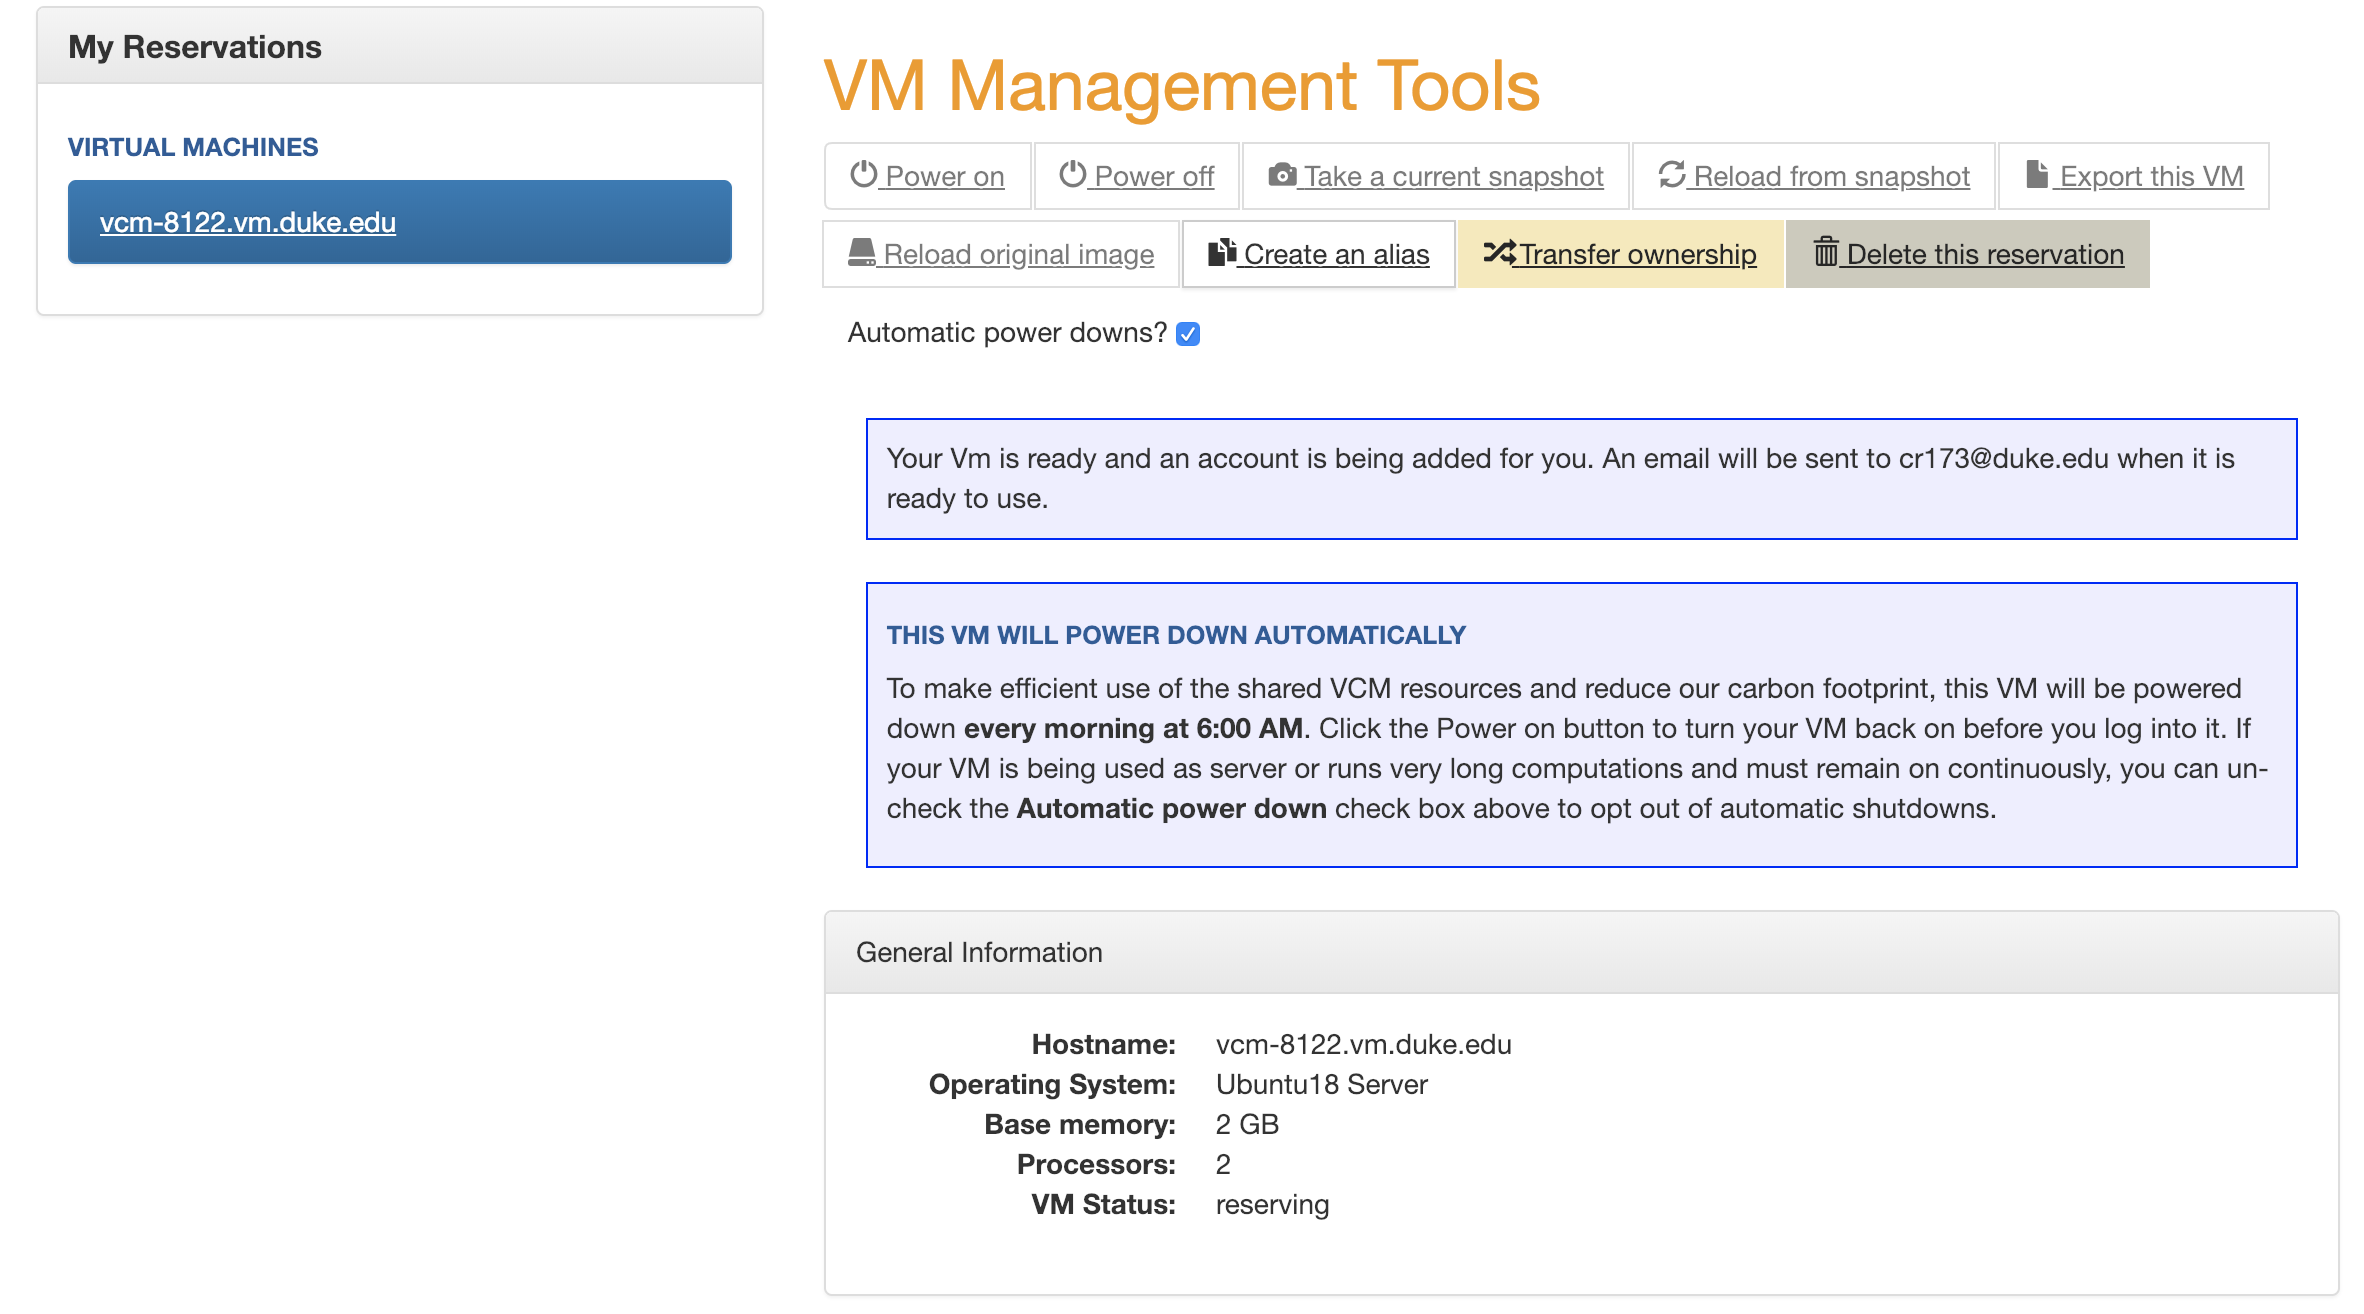 My Reservations
VIRTUAL MACHINES
vcm-8122.vm.duke.edu
VM Management Tools
Power on
Power off
Take a current snapshot
Reload from snapshot
Export this VM
Reload original image
Create an alias
Transfer ownership
Delete this reservation
Automatic power downs?
Your Vm is ready and an account is being added for you. An email will be sent to cr173@duke.edu when it is
ready to use.
THIS VM WILL POWER DOWN AUTOMATICALLY
To make efficient use of the shared VCM resources and reduce our carbon footprint, this VM will be powered
down every morning at 6:00 AM. Click the Power on button to turn your VM back on before you log into it. If
your VM is being used as server or runs very long computations and must remain on continuously, you can un-
check the Automatic power down check box above to opt out of automatic shutdowns.
General Information
Hostname: vcm-8122.vm.duke.edu
Operating System: Ubuntu18 Server
Base memory: 2 GB
Processors: 2
VM Status: reserving